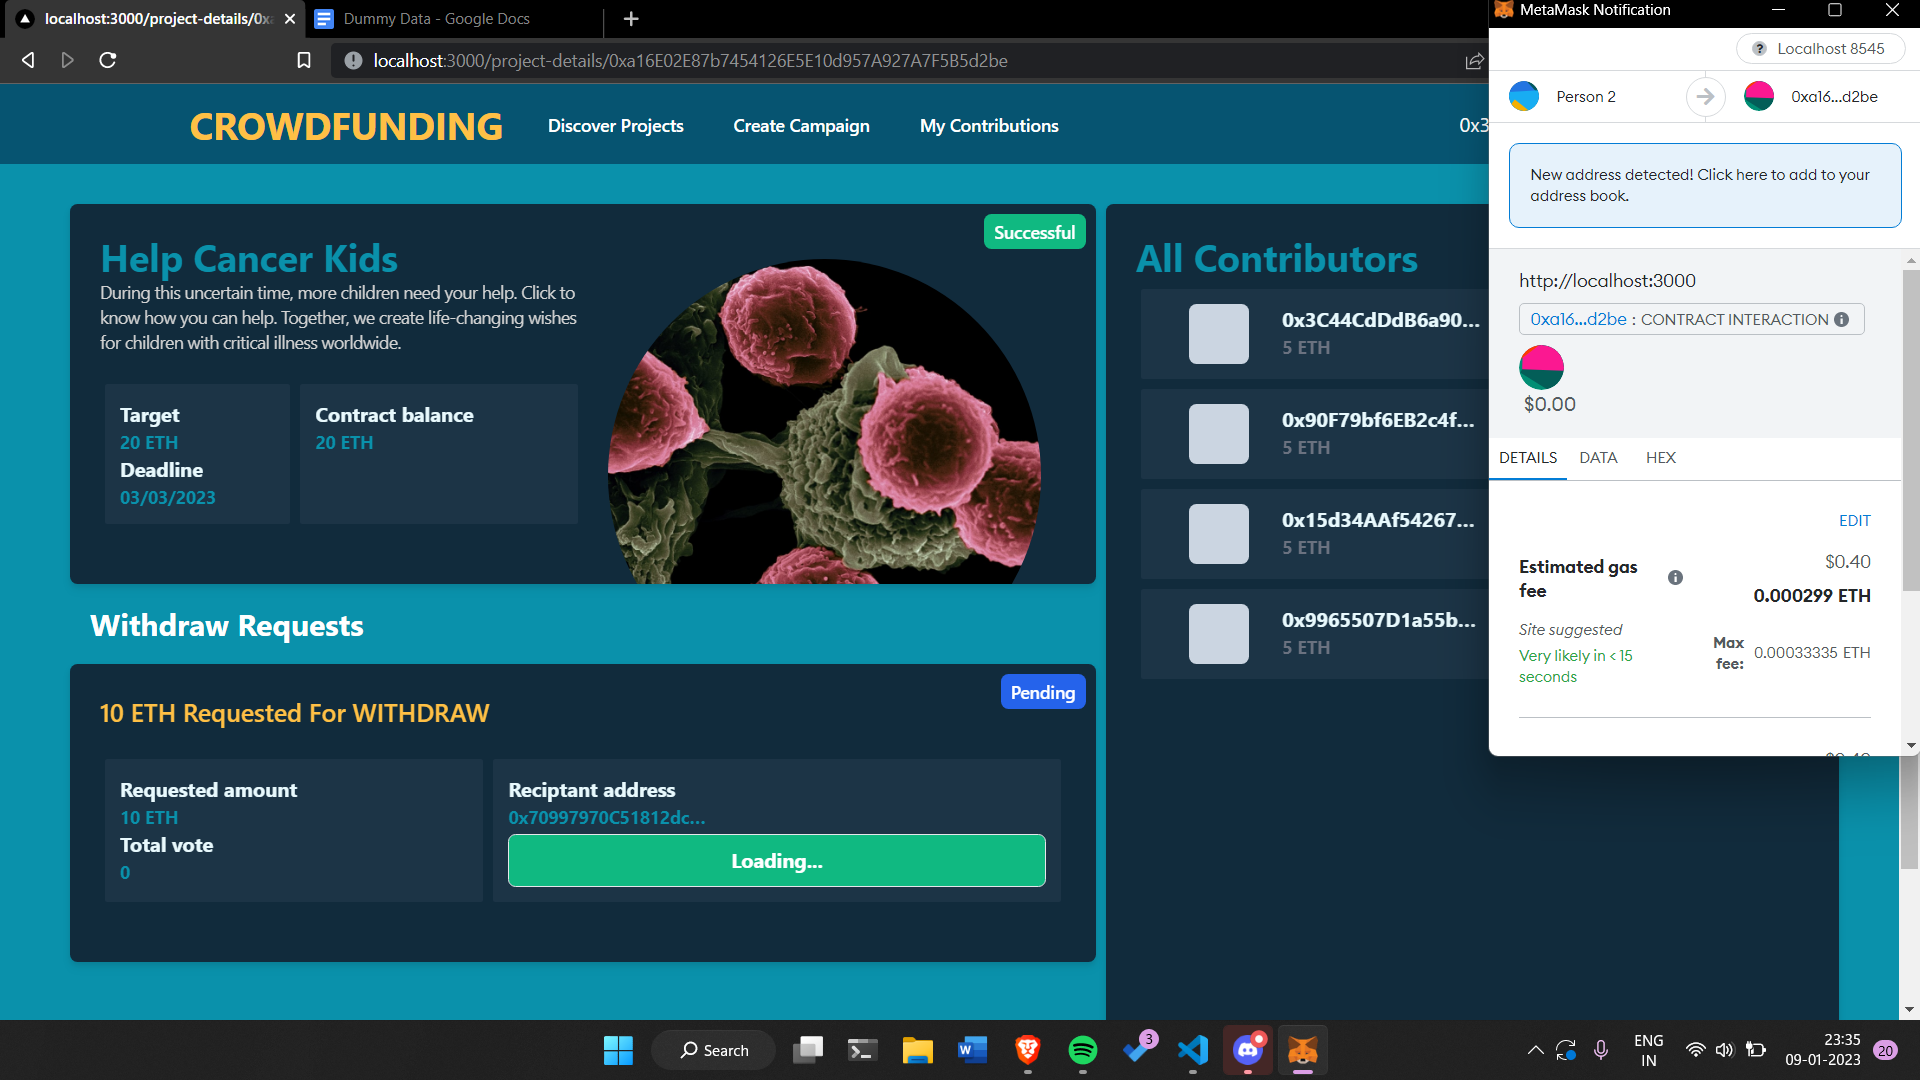 localhost:3000/project-details/0xa
Dummy Data - Google Docs
localhost:3000/project-details/0xa16E02E87b7454126E5E10d957A927A7F5B5d2be
CROWDFUNDING
Discover Projects
Create Campaign
My Contributions
0x3
Successful
Help Cancer Kids
During this uncertain time, more children need your help. Click to
know how you can help. Together, we create life-changing wishes
for children with critical illness worldwide.
Target
20 ETH
Deadline
03/03/2023
Contract balance
20 ETH
Withdraw Requests
Pending
10 ETH Requested For WITHDRAW
Requested amount
10 ETH
Total vote
0
Reciptant address
0x70997970C51812dc...
Loading...
All Contributors
0x3C44CdDdB6a90...
5 ETH
0x90F79bf6EB2c4f...
5 ETH
0x15d34AAf54267...
5 ETH
0x9965507D1a55b...
5 ETH
MetaMask Notification
Localhost 8545
Person 2
0xa16...d2be
New address detected! Click here to add to your
address book.
http://localhost:3000
0xa16...d2be : CONTRACT INTERACTION
$0.00
DETAILS
DATA
HEX
EDIT
Estimated gas
fee
$0.40
0.000299 ETH
Site suggested
Very likely in < 15
seconds
Max
fee:
0.00033335 ETH
Search
3
ENG
IN
23:35
09-01-2023
20